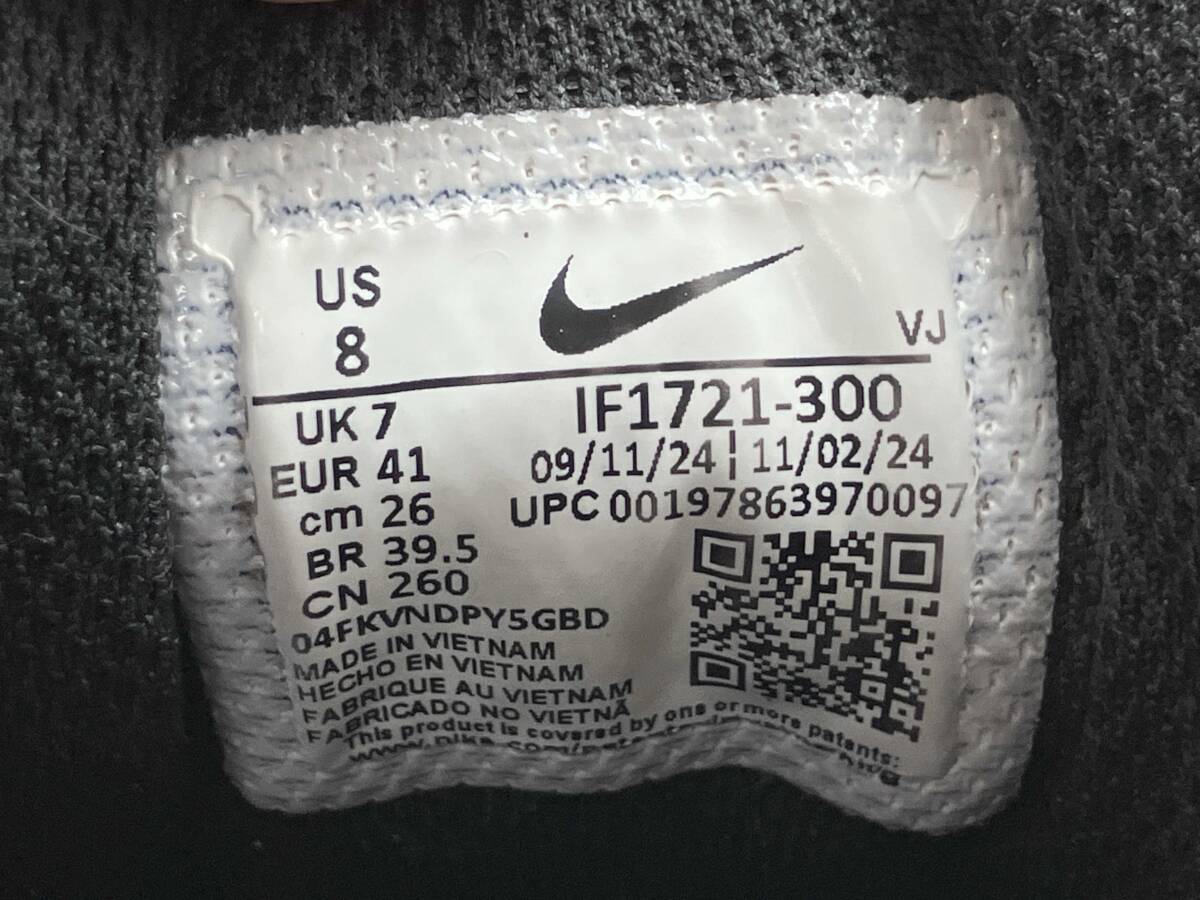 US
8
VJ
UK 7
IF1721-300
EUR 41
09/11/24 | 11/02/24
cm 26
UPC 00197863970097
BR 39.5
CN 260
04FKVNDPY5GBD
MADE IN VIETNAM
HECHO EN VIETNAM
FABRIQUE AU VIETNAM
FABRICADO NO VIETNÃ
This product is covered by one or more patents: